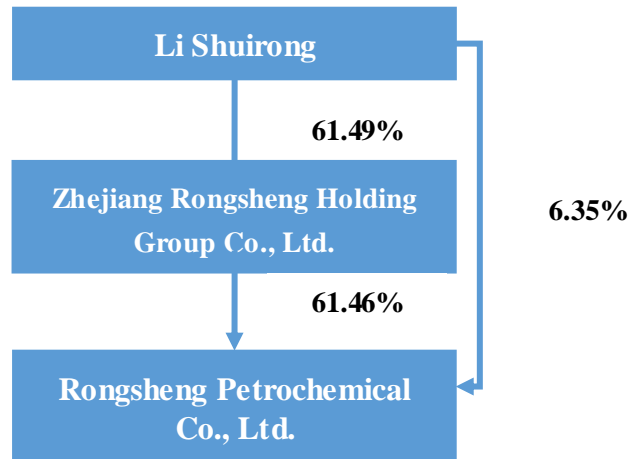 Li Shuirong
61.49%
Zhejiang Rongsheng Holding
Group Co., Ltd.
6.35%
61.46%
Rongsheng Petrochemical
Co., Ltd.